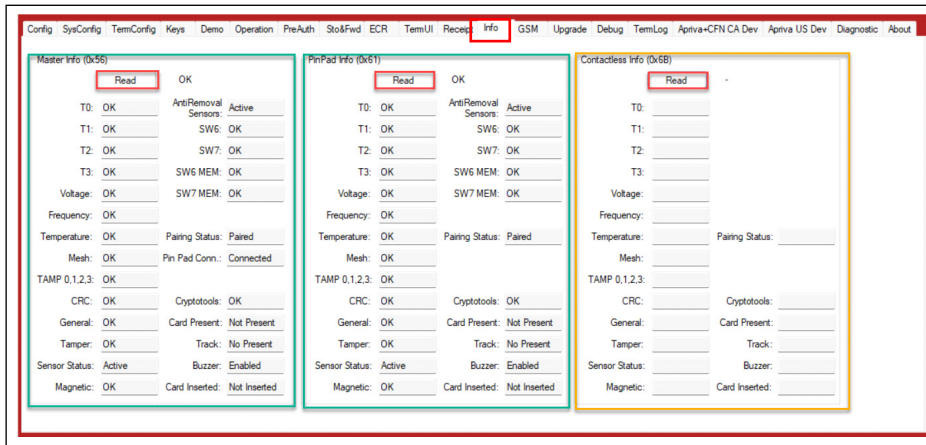 Config SysConfig TermConfig Keys Demo Operation PreAuth Sto&Fwd ECR TermUI Receipt Info GSM Upgrade Debug TermLog Apriva+CFN CA Dev Apriva US Dev Diagnostic About
Master Info (0x56)
Read OK
T0: OK AntiRemoval Sensors: Active
T1: OK SW6: OK
T2: OK SW7: OK
T3: OK SW6 MEM: OK
Voltage: OK SW7 MEM: OK
Frequency: OK
Temperature: OK Pairing Status: Paired
Mesh: OK Pin Pad Conn.: Connected
TAMP 0,1,2,3: OK
CRC: OK Cryptotools: OK
General: OK Card Present: Not Present
Tamper: OK Track: No Present
Sensor Status: Active Buzzer: Enabled
Magnetic: OK Card Inserted: Not Inserted
PinPad Info (0x61)
Read OK
T0: OK AntiRemoval Sensors: Active
T1: OK SW6: OK
T2: OK SW7: OK
T3: OK SW6 MEM: OK
Voltage: OK SW7 MEM: OK
Frequency: OK
Temperature: OK Pairing Status: Paired
Mesh: OK
TAMP 0,1,2,3: OK
CRC: OK Cryptotools: OK
General: OK Card Present: Not Present
Tamper: OK Track: No Present
Sensor Status: Active Buzzer: Enabled
Magnetic: OK Card Inserted: Not Inserted
Contactless Info (0x6B)
Read -
T0:
T1:
T2:
T3:
Voltage:
Frequency:
Temperature: Pairing Status:
Mesh:
TAMP 0,1,2,3:
CRC: Cryptotools:
General: Card Present:
Tamper: Track:
Sensor Status: Buzzer:
Magnetic: Card Inserted: